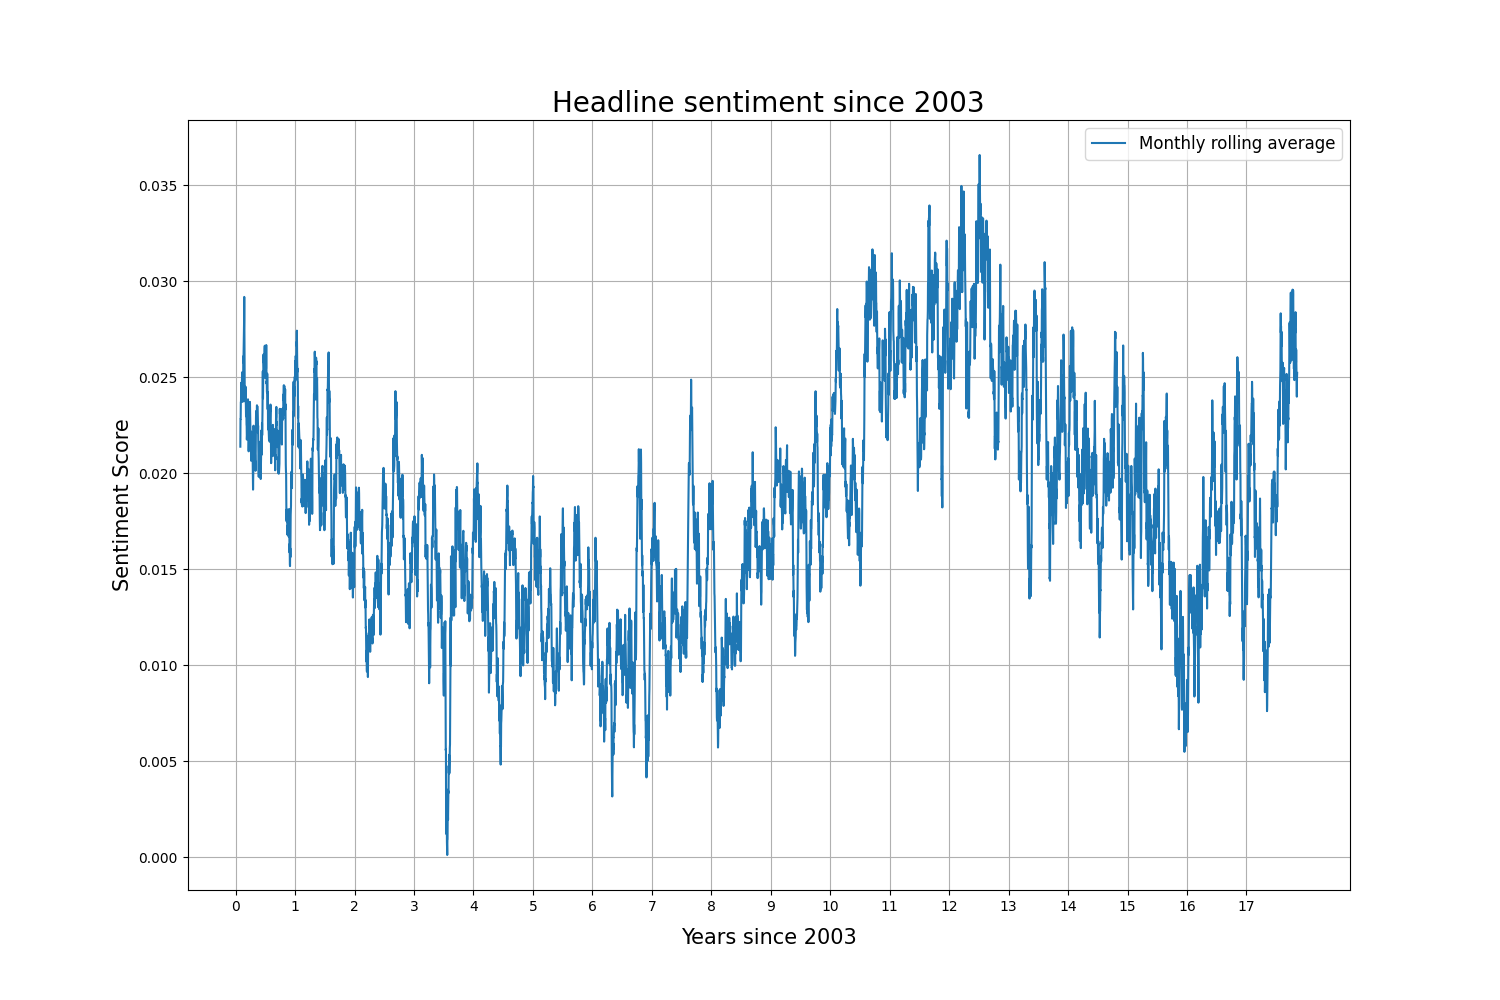 Headline sentiment since 2003
Monthly rolling average
Sentiment Score
0.035
0.030
0.025
0.020
0.015
0.010
0.005
0.000
0 1 2 3 4 5 6 7 8 9 10 11 12 13 14 15 16 17
Years since 2003